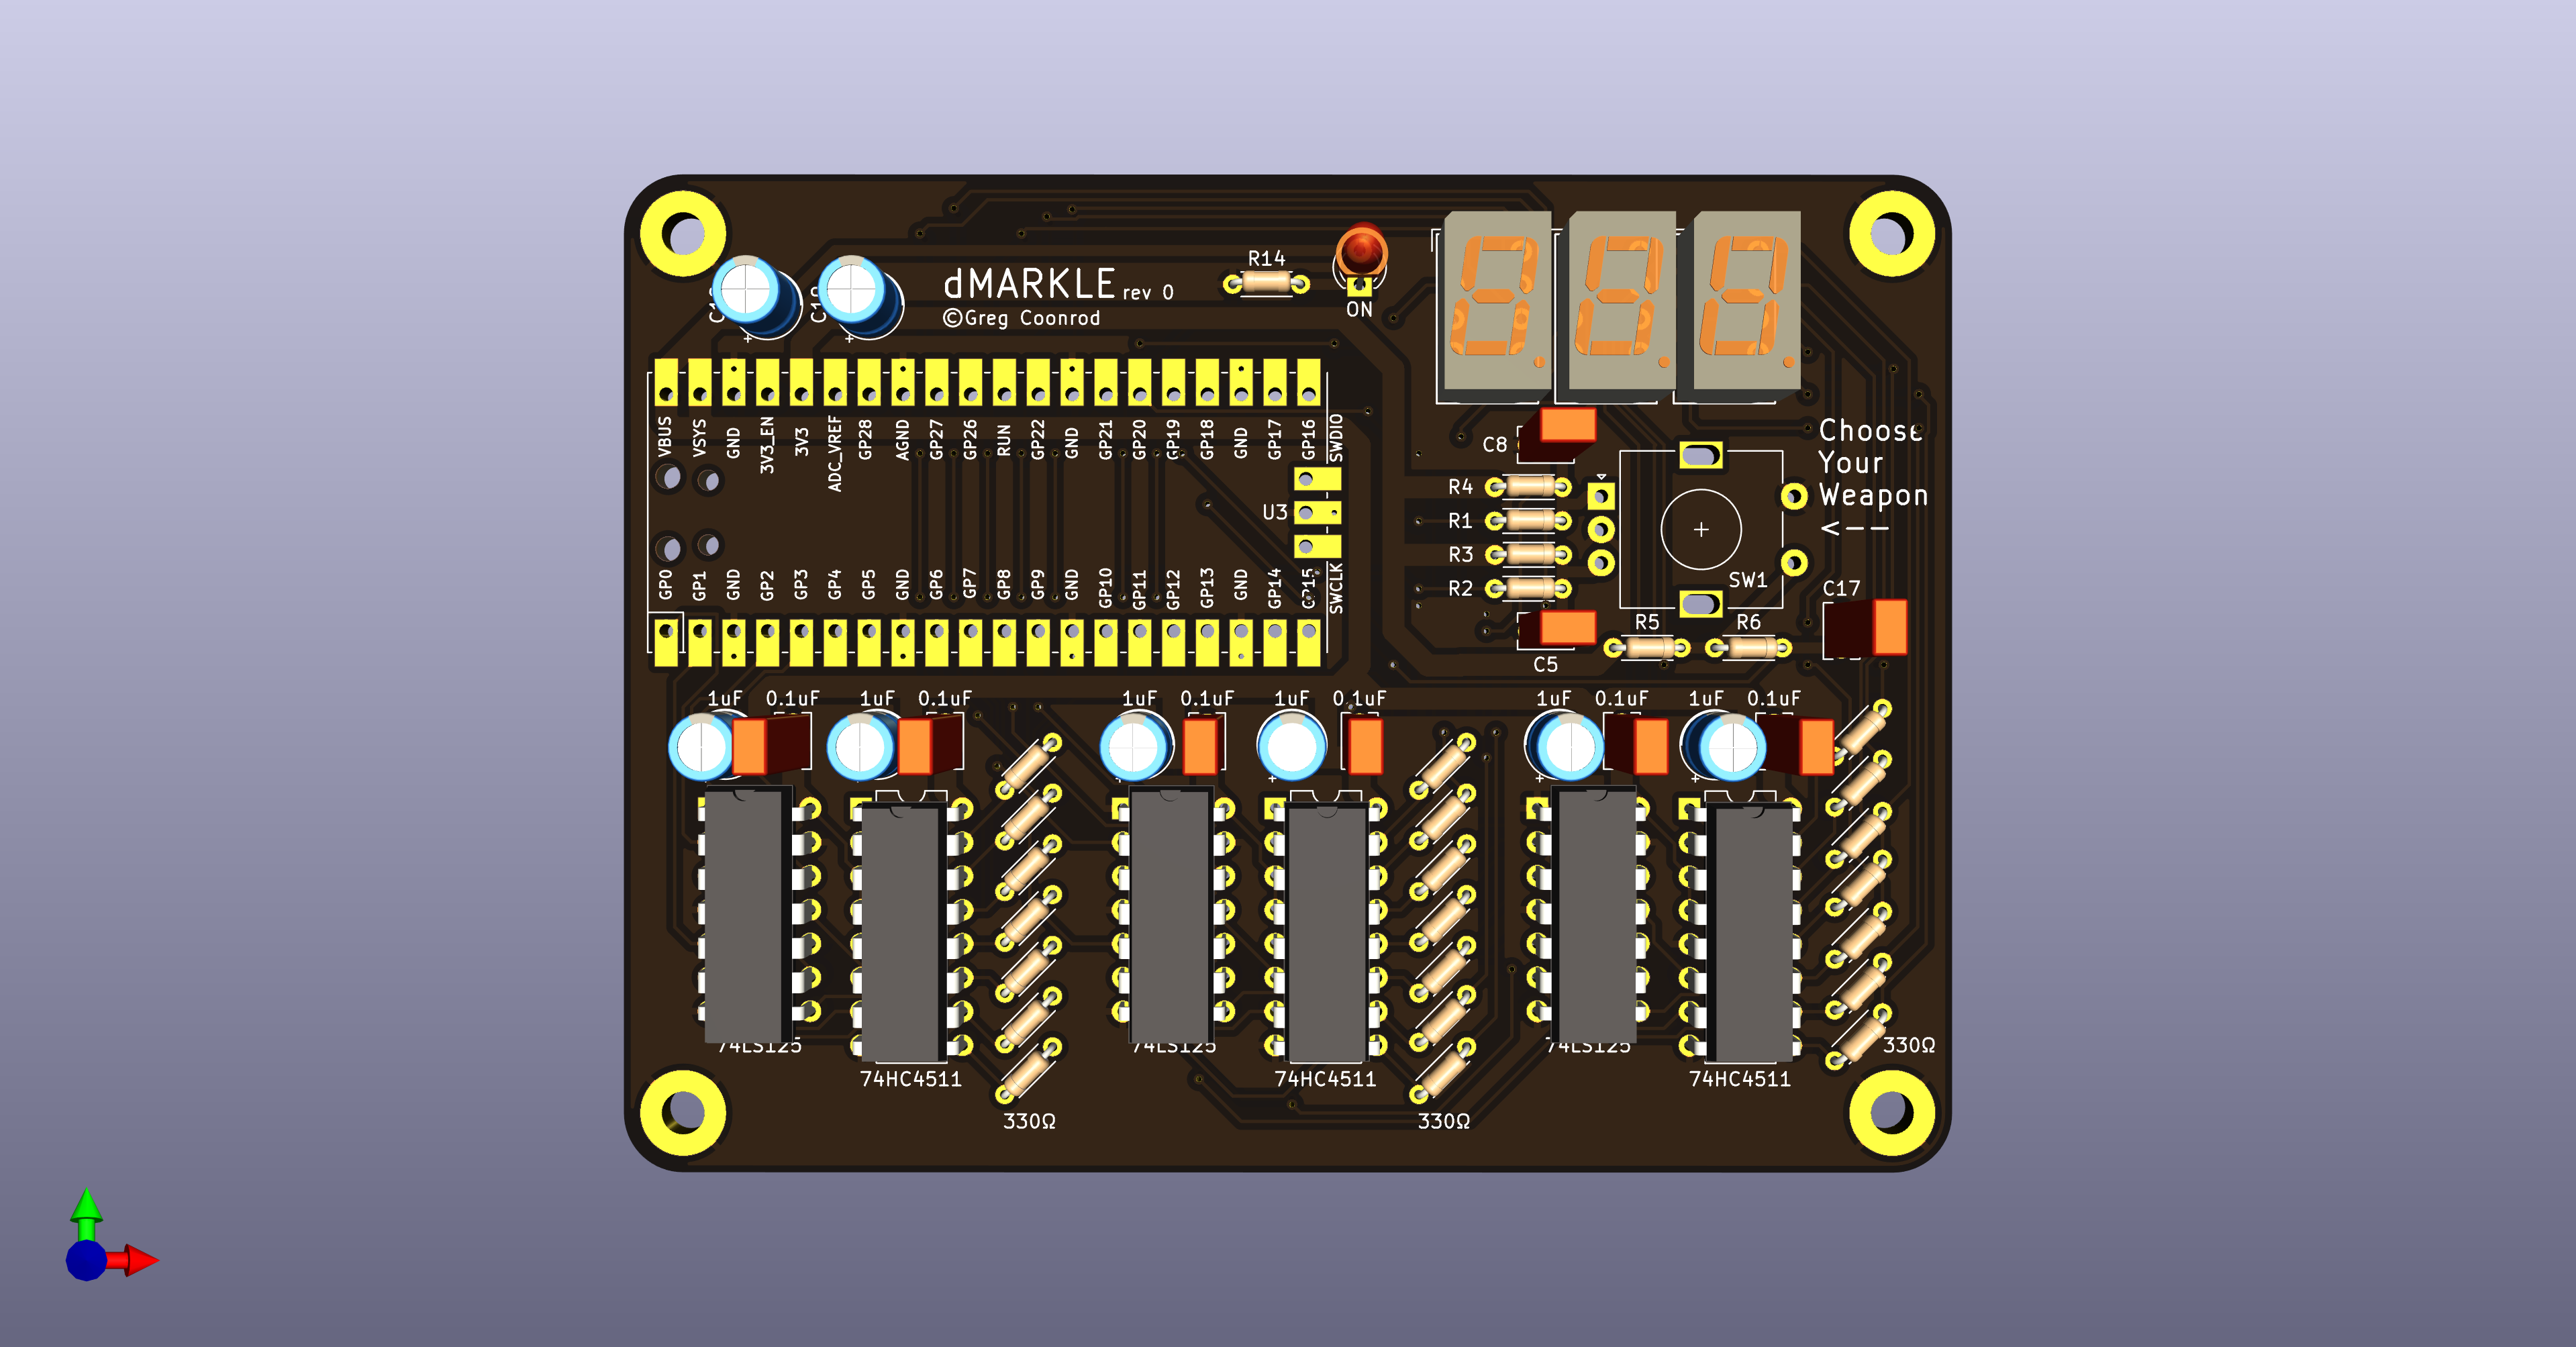 R14
dMARKLE rev 0
©Greg Coonrod
ON
VBUS
VSYS
GND
3V3_EN
3V3
ADC_VREF
GP28
AGND
GP27
GP26
RUN
GP22
GND
GP21
GP20
GP19
GP18
GND
GP17
GP16
SWDIO
C8
Choose
Your
Weapon
<--
R4
R1
R3
R2
U3
SW1
GP0
GP1
GND
GP2
GP3
GP4
GP5
GND
GP6
GP7
GP8
GP9
GND
GP10
GP11
GP12
GP13
GND
GP14
GP15
SWCLK
C17
R5
R6
C5
1uF 0.1uF 1uF 0.1uF 1uF 0.1uF 1uF 0.1uF 1uF 0.1uF 1uF 0.1uF
74LS125 74LS125 74LS125 330Ω
74HC4511 74HC4511 74HC4511
330Ω 330Ω